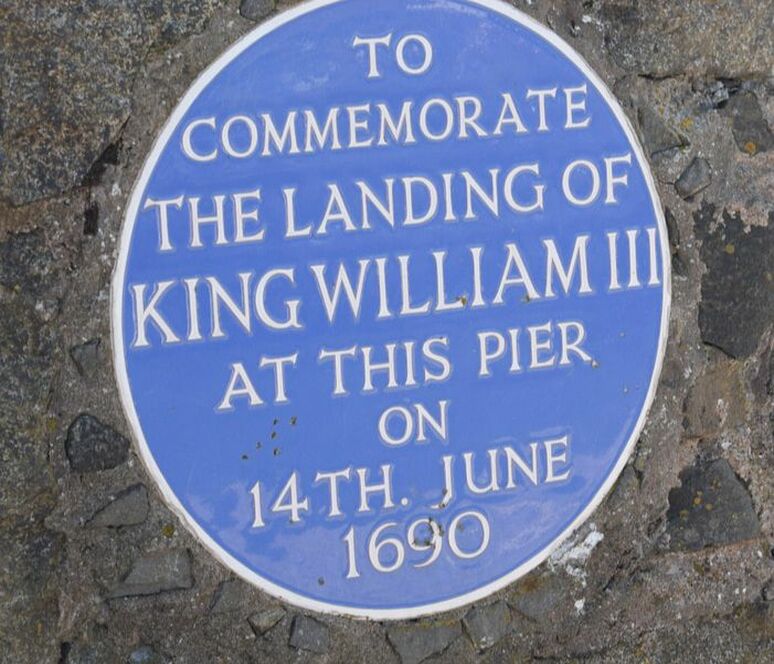 TO
COMMEMORATE
THE LANDING OF
KING WILLIAM III
AT THIS PIER
ON
14TH. JUNE
1690